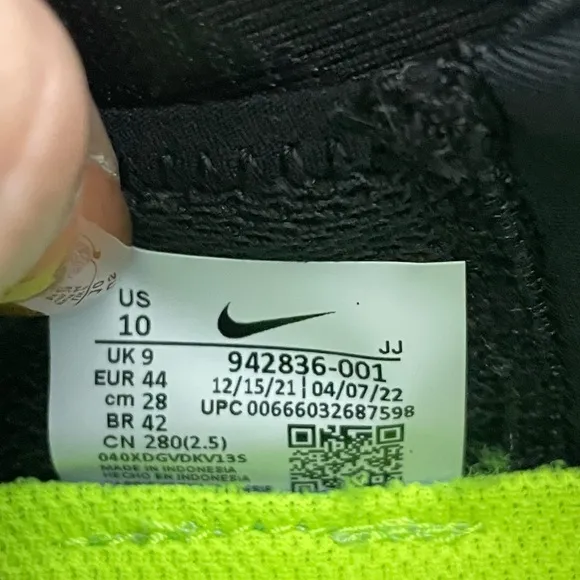 US
10
UK 9
EUR 44
cm 28
BR 42
CN 280(2.5)
040XDGVDKV13S
MADE IN INDONESIA
HECHO EN INDONESIA
JJ
942836-001
12/15/21 | 04/07/22
UPC 00666032687598